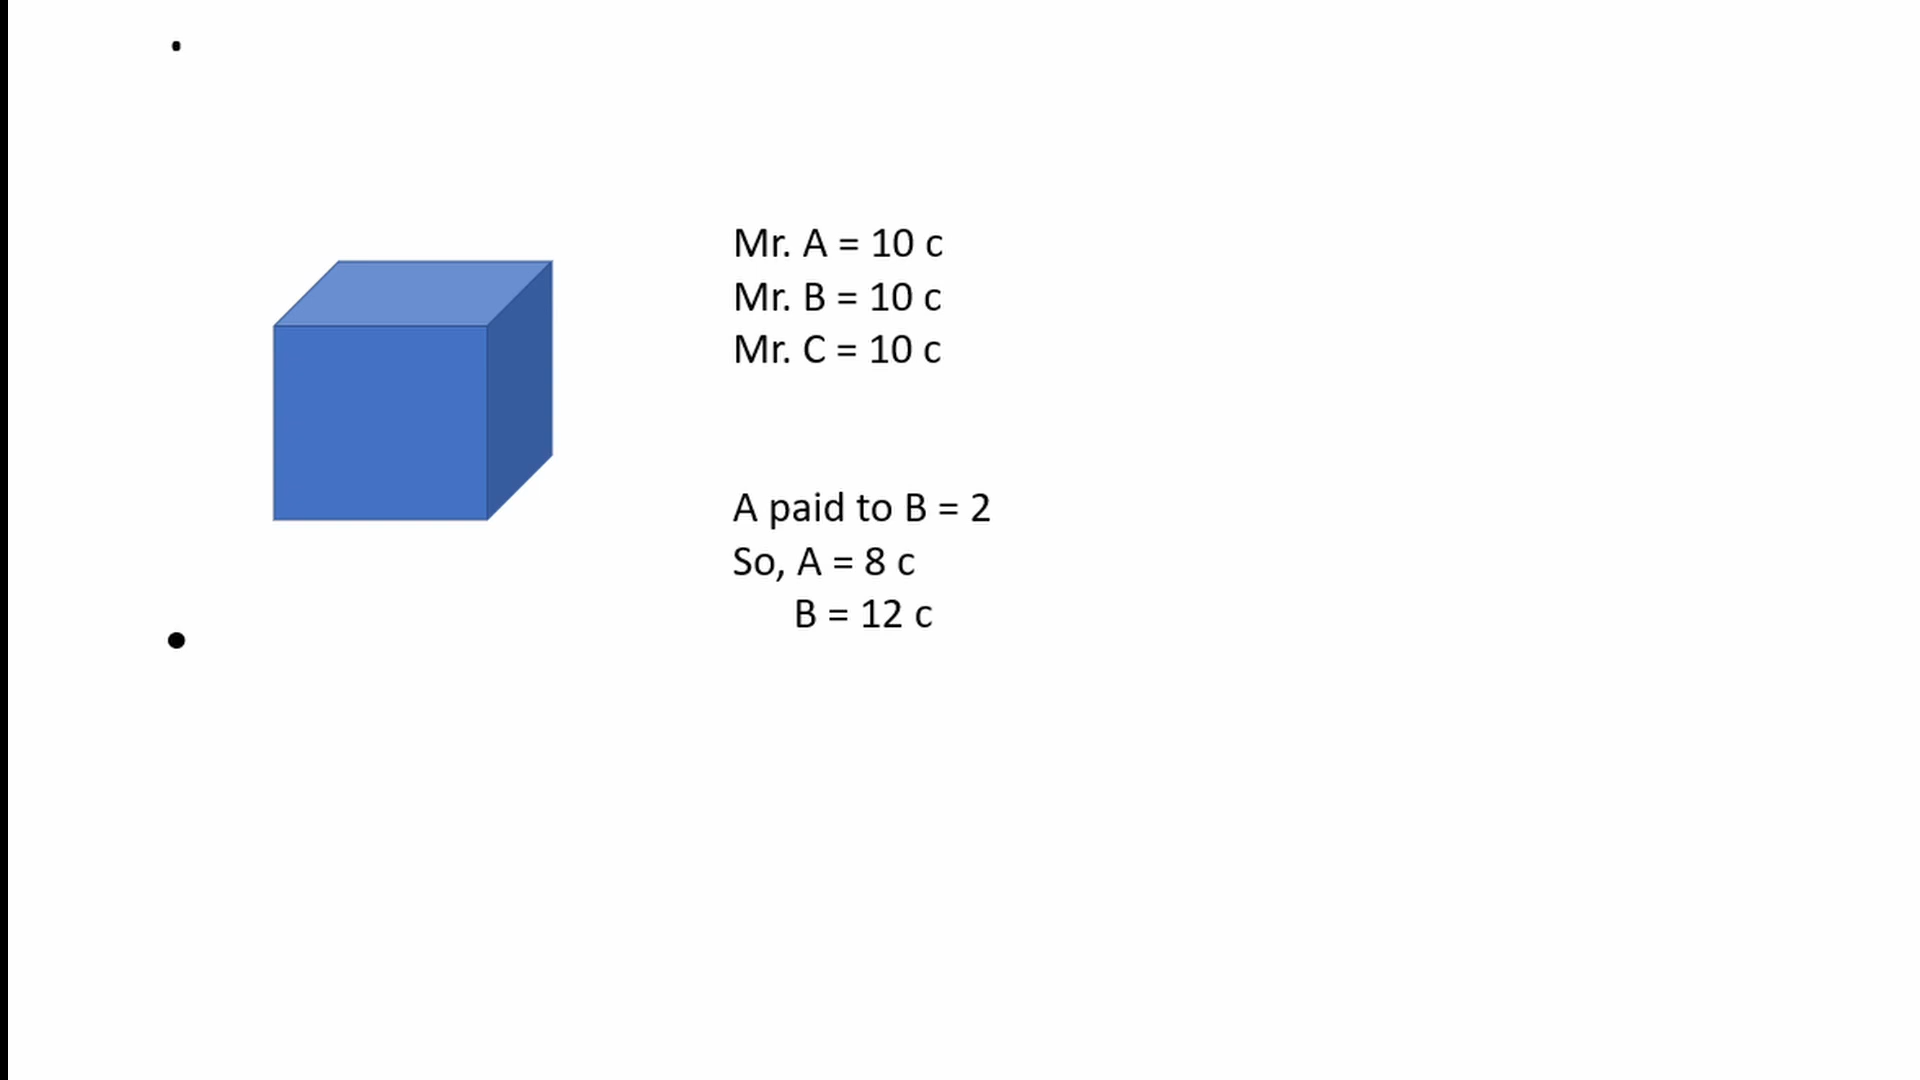 Mr. A = 10 c
Mr. B = 10 c
Mr. C = 10 c
A paid to B = 2
So, A = 8 c
B = 12 c